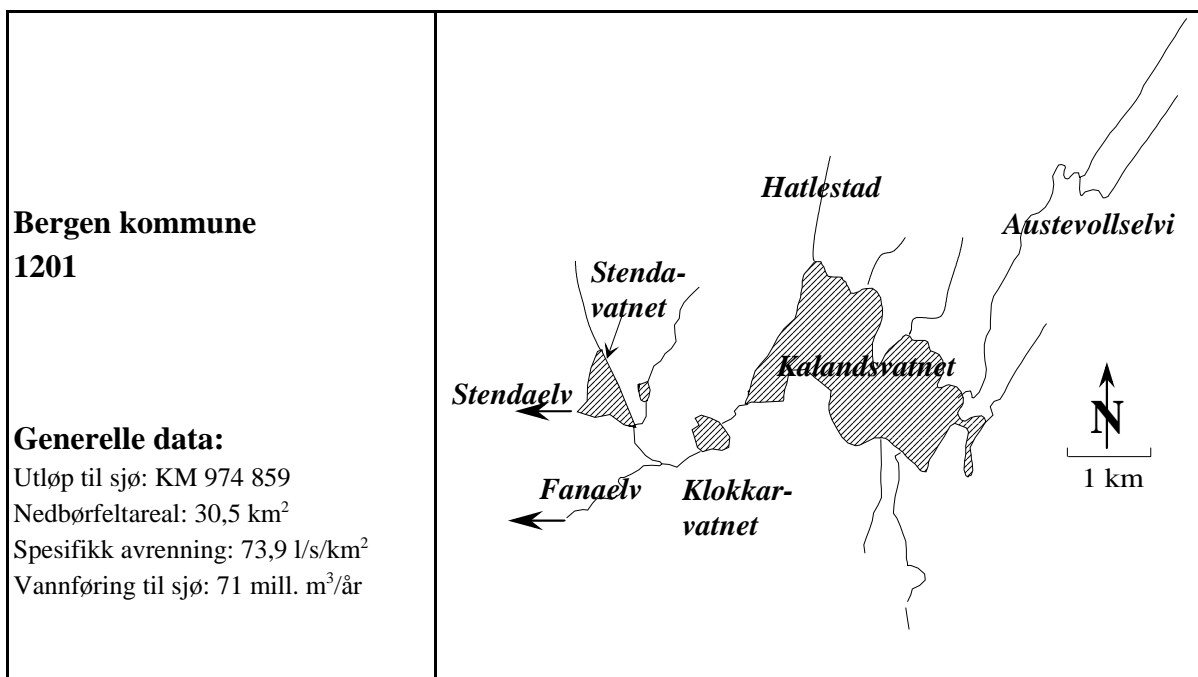 Bergen kommune
1201
Generelle data:
Utløp til sjø: KM 974 859
Nedbørfeltareal: 30,5 km²
Spesifikk avrenning: 73,9 l/s/km²
Vannføring til sjø: 71 mill. m³/år
Hatlestad
Austevollselvi
Stenda-
vatnet
Kalandsvatnet
Stendaelv
N
1 km
Fanaelv
Klokkar-
vatnet